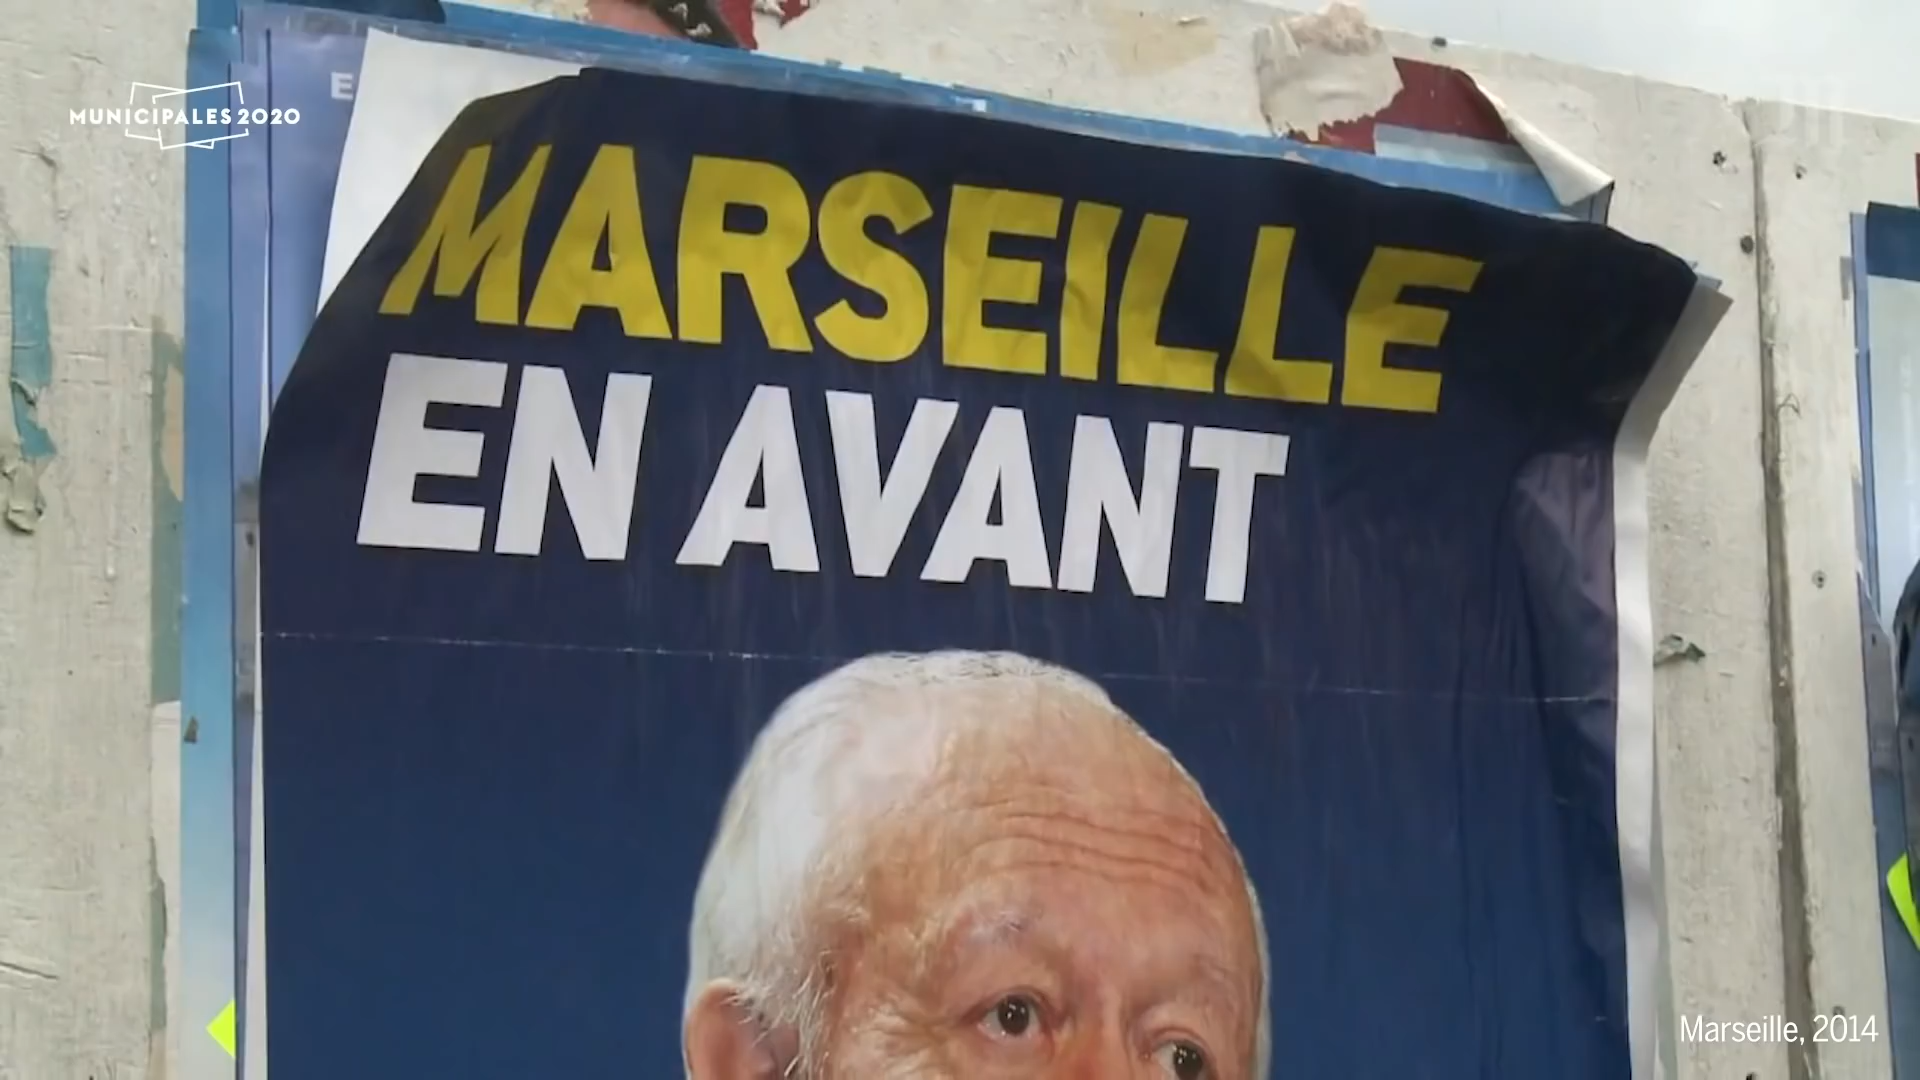 MUNICIPALES 2020
E
MARSEILLE
EN AVANT
Marseille, 2014